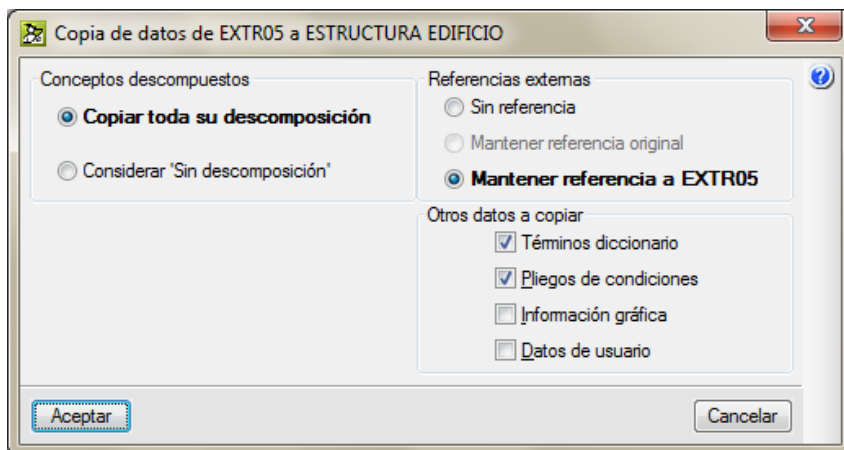 Copia de datos de EXTR05 a ESTRUCTURA EDIFICIO
Conceptos descompuestos
Copiar toda su descomposición
Considerar 'Sin descomposición'
Referencias externas
Sin referencia
Mantener referencia original
Mantener referencia a EXTR05
Otros datos a copiar
Términos diccionario
Pliegos de condiciones
Información gráfica
Datos de usuario
Aceptar
Cancelar